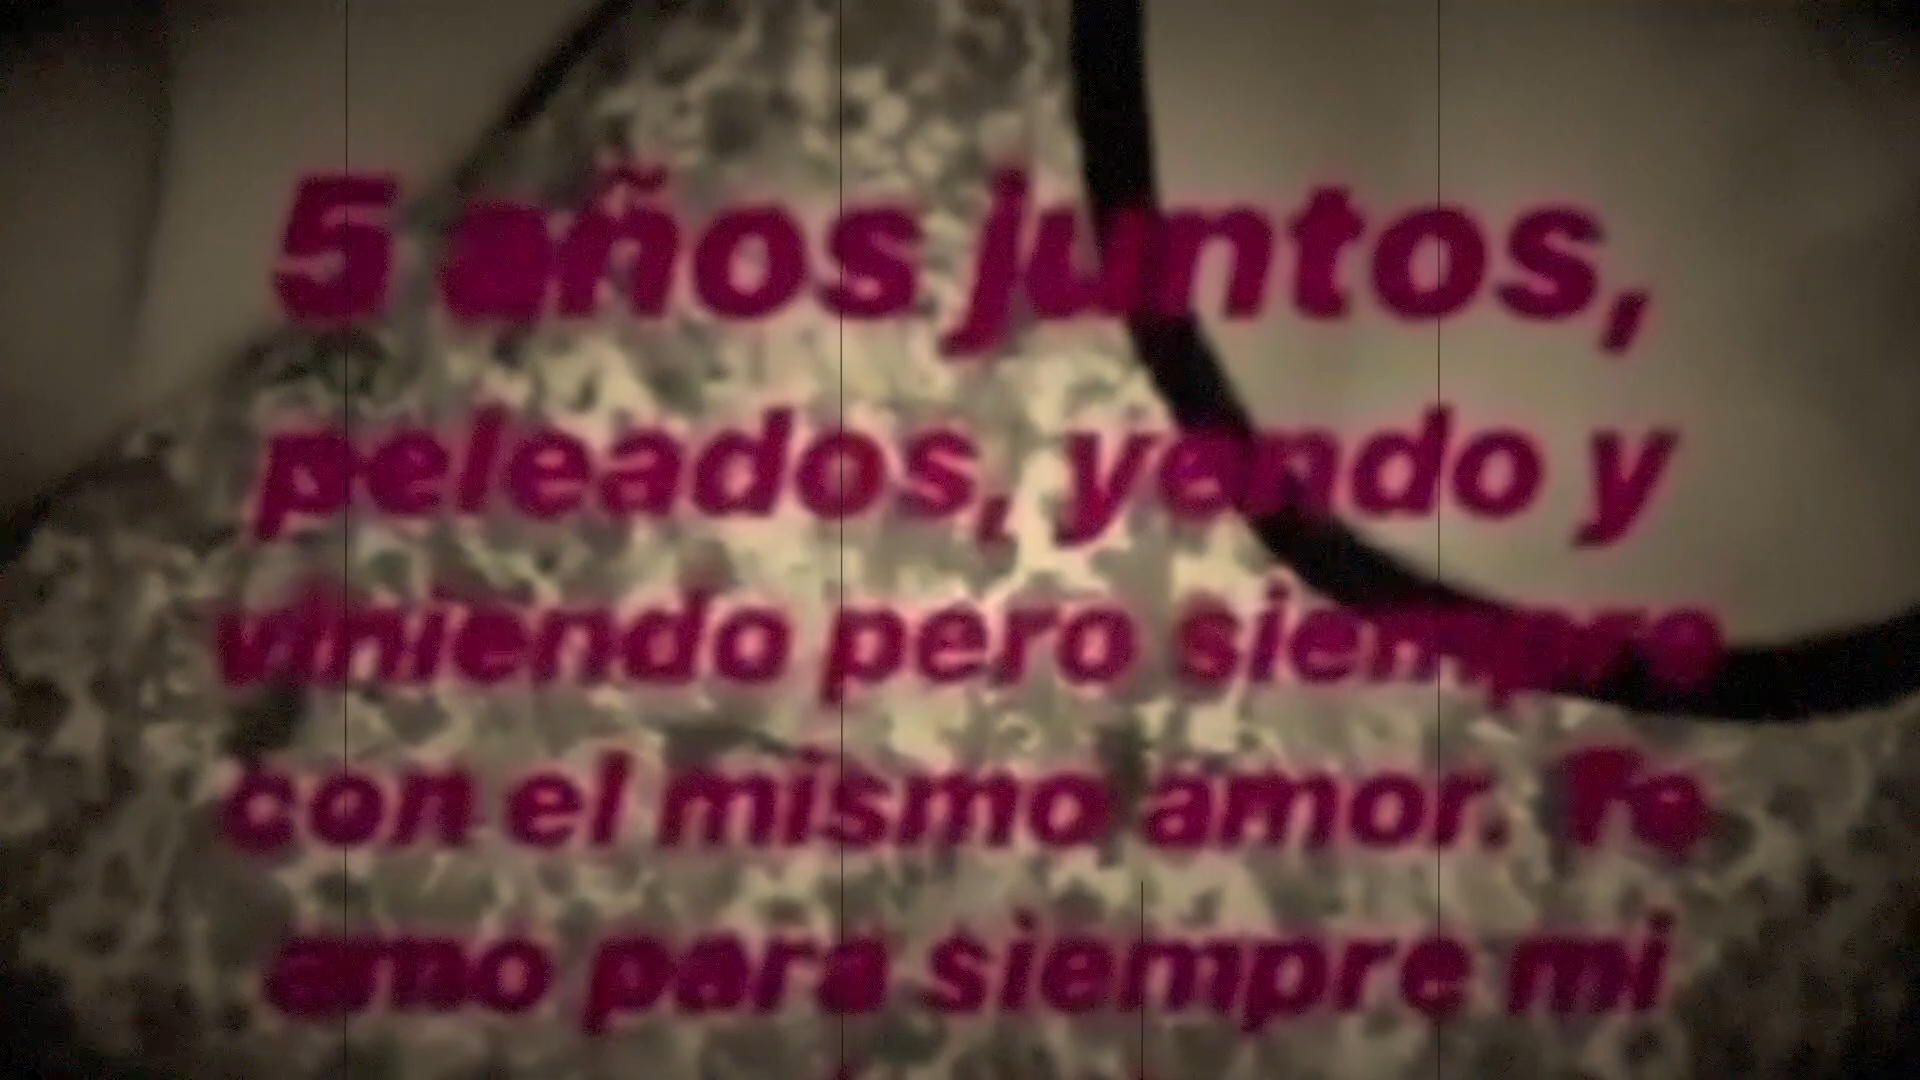 5 años juntos,
peleados, yendo y
viniendo pero siempre
con el mismo amor. Te
amo para siempre mi